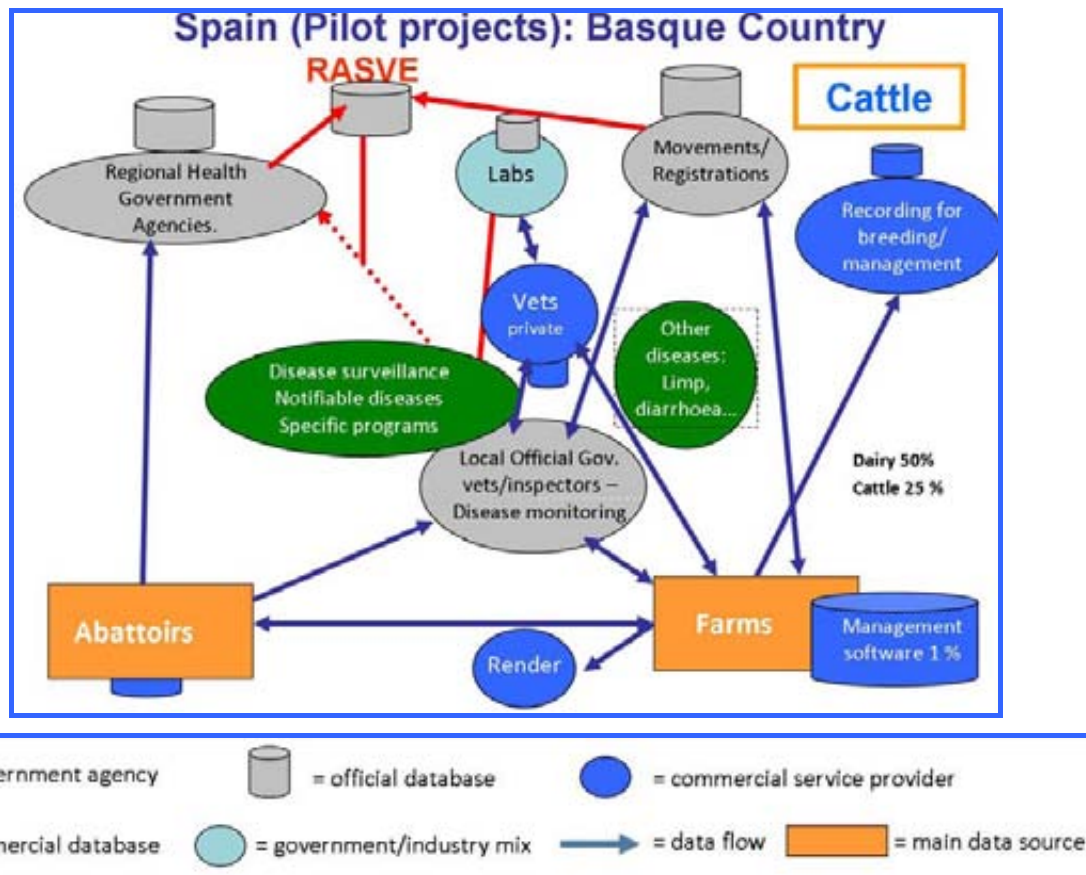 Spain (Pilot projects): Basque Country
RASVE
Cattle
Regional Health
Government
Agencies.
Labs
Movements/
Registrations
Recording for
breeding/
management
Vets
private
Other
diseases:
Limp,
diarrhoea...
Disease surveillance
Notifiable diseases
Specific programs
Local Official Gov.
vets/inspectors –
Disease monitoring
Dairy 50%
Cattle 25 %
Abattoirs
Farms
Management
software 1 %
Render
ernment agency
= official database
= commercial service provider
mercial database
= government/industry mix
= data flow
= main data source